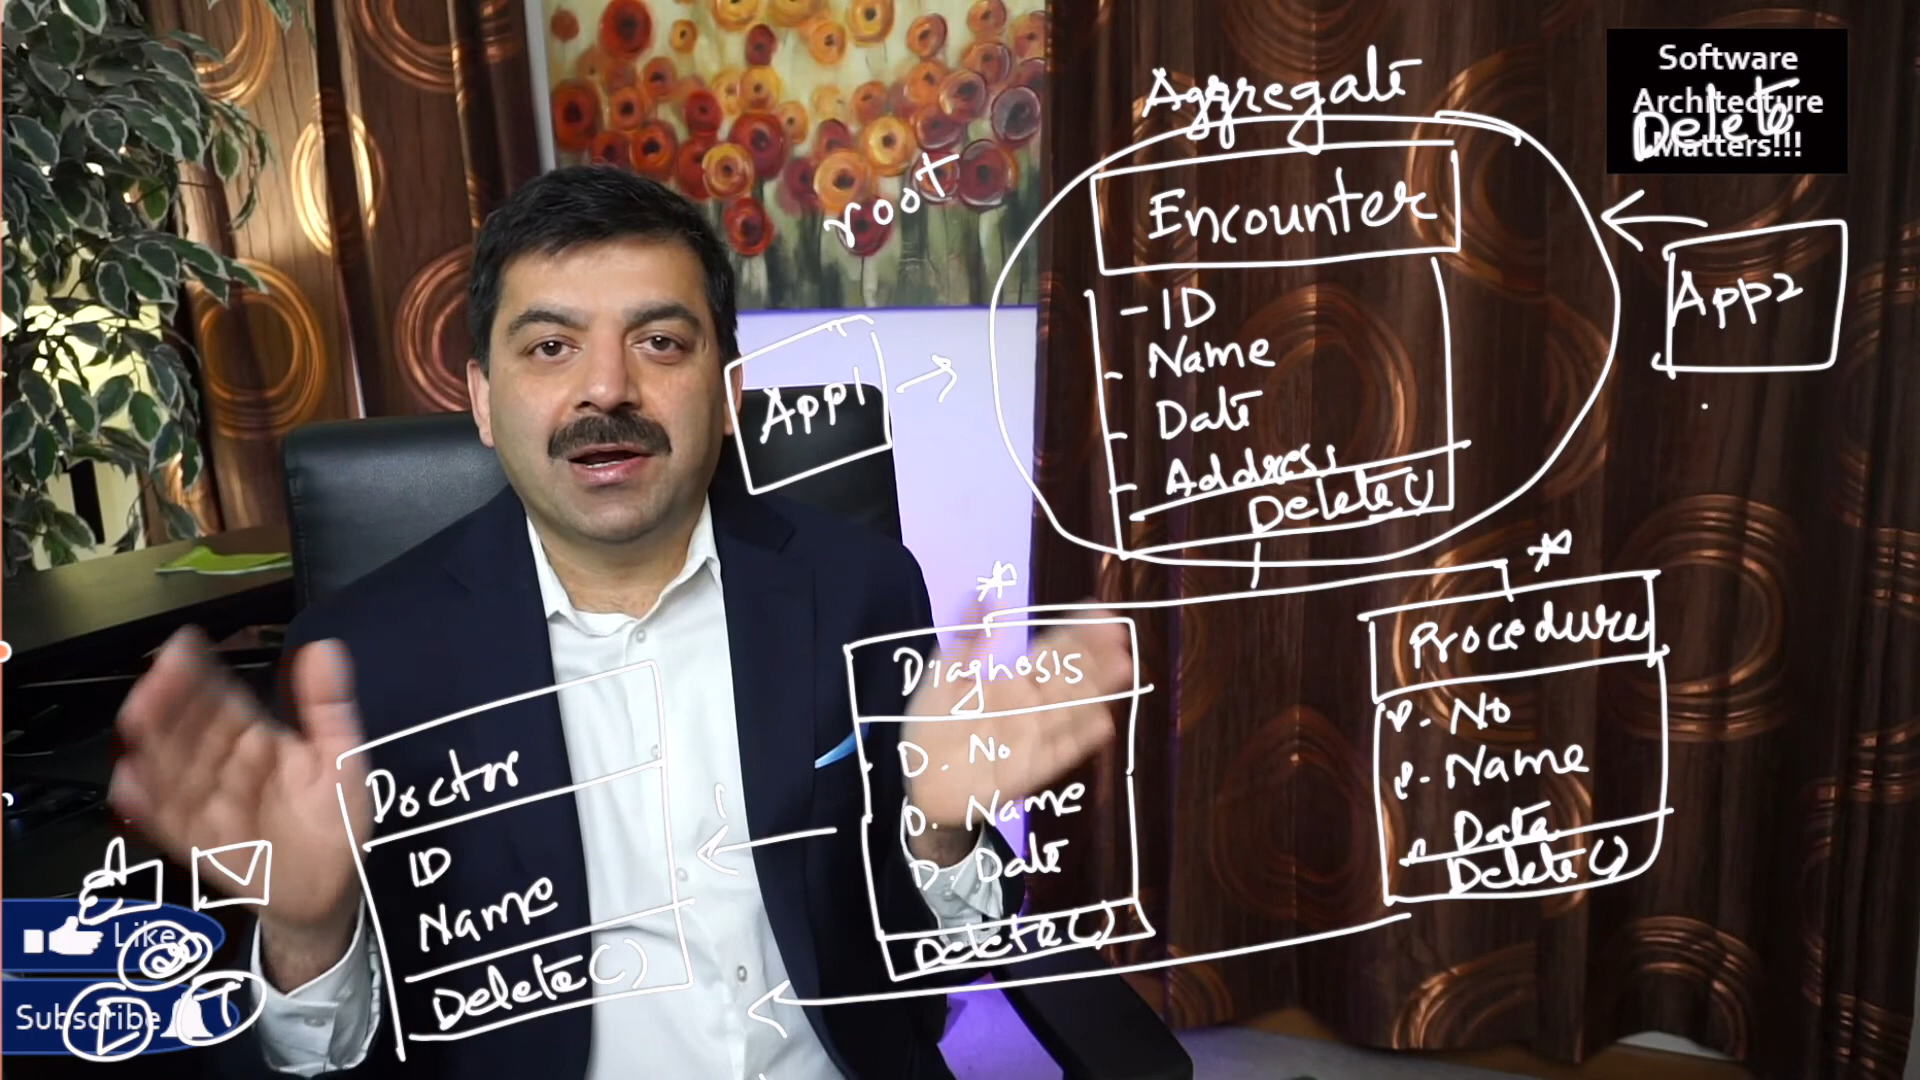 Software
Architecture
Matters!!!
Delete
Aggregate
root
Encounter
- ID
- Name
- Date
- Address
Delete()
App1
App2
*
*
Diagnosis
D. No
D. Name
D. Date
Delete()
Procedure
P. No
P. Name
Data
Delete()
Doctor
ID
Name
Delete()
Like
Subscribe
L
T